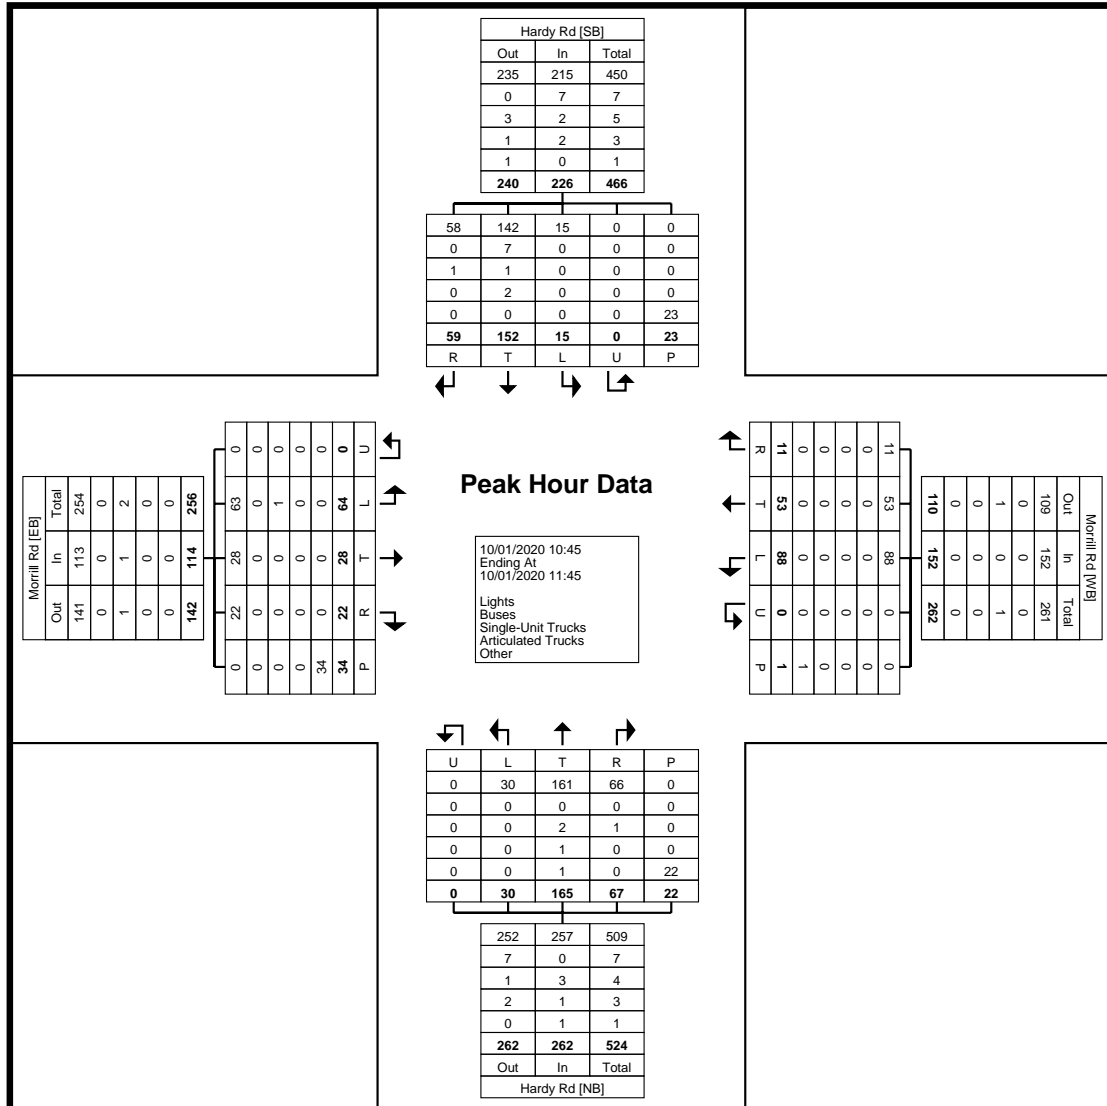 Hardy Rd [SB]
Out In Total
235 215 450
0 7 7
3 2 5
1 2 3
1 0 1
240 226 466
58 142 15 0 0
0 7 0 0 0
1 1 0 0 0
0 2 0 0 0
0 0 0 0 23
59 152 15 0 23
R T L U P
Morrill Rd [EB]
Total 254 0 2 0 0 256
In 113 0 1 0 0 114
Out 141 0 1 0 0 142
0 0 0 0 0 0 U
63 0 1 0 0 64 L
28 0 0 0 0 28 T
22 0 0 0 0 22 R
0 0 0 0 34 34 P
Peak Hour Data
10/01/2020 10:45
Ending At
10/01/2020 11:45
Lights
Buses
Single-Unit Trucks
Articulated Trucks
Other
R 11 0 0 0 0 11
T 53 0 0 0 0 53
L 88 0 0 0 0 88
U 0 0 0 0 0 0
P 1 1 0 0 0 0
110 0 0 1 0 109 Out
152 0 0 0 0 152 In
262 0 0 1 0 261 Total
Morrill Rd [WB]
U L T R P
0 30 161 66 0
0 0 0 0 0
0 0 2 1 0
0 0 1 0 0
0 0 1 0 22
0 30 165 67 22
252 257 509
7 0 7
1 3 4
2 1 3
0 1 1
262 262 524
Out In Total
Hardy Rd [NB]